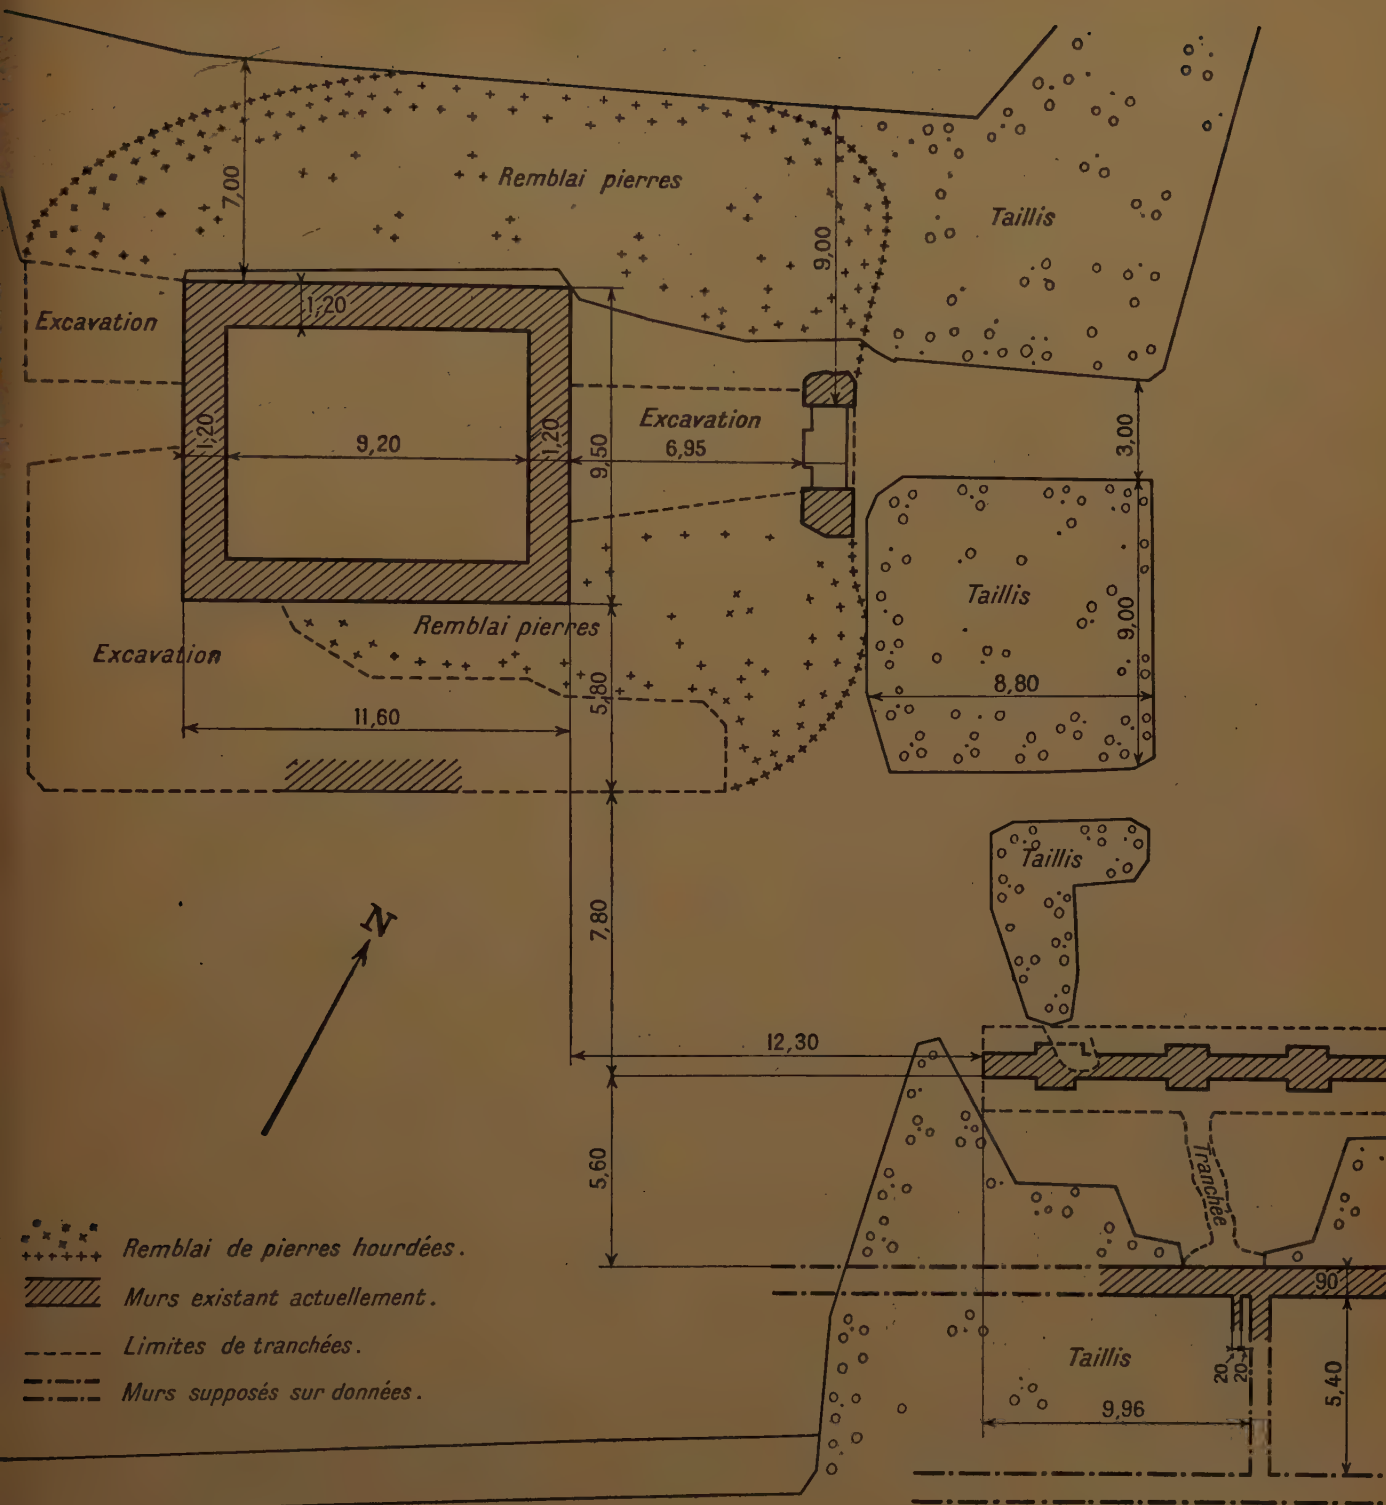 7,00
Remblai pierres
9,00
Taillis
Excavation
1,20
1,20
9,20
1,20
9,50
Excavation
6,95
3,00
Taillis
9,00
8,80
Remblai pierres
Excavation
5,80
11,60
Taillis
7,80
N
12,30
5,60
Tranchée
Remblai de pierres hourdées.
Murs existant actuellement.
Limites de tranchées.
Murs supposés sur données.
90
Taillis
20
20
5,40
9,96